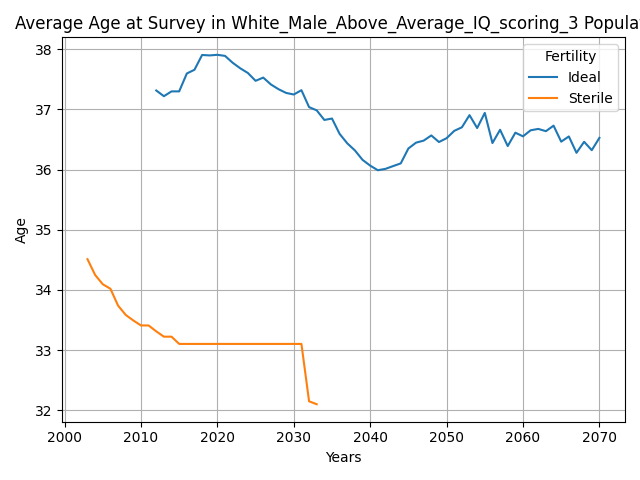 Average Age at Survey in White_Male_Above_Average_IQ_scoring_3 Popula
Fertility
Ideal
Sterile
Age
38
37
36
35
34
33
32
2000 2010 2020 2030 2040 2050 2060 2070
Years